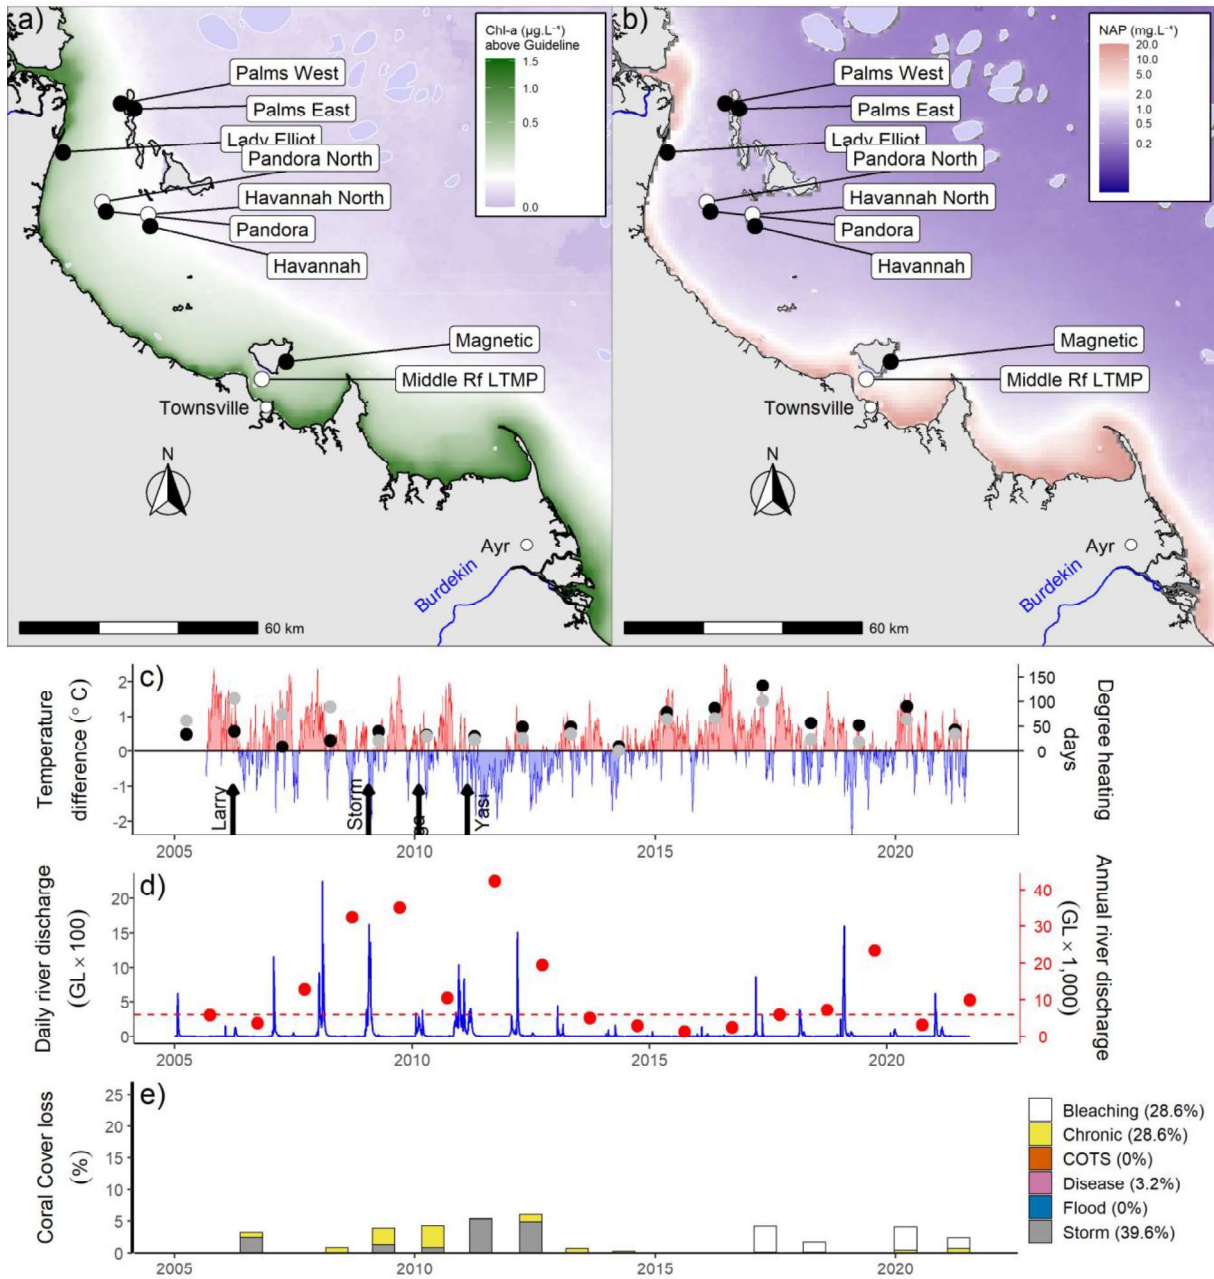 a)
Chl-a (µg.L⁻¹)
above Guideline
1.5
1.0
0.5
0.0
Palms West
Palms East
Lady Elliot
Pandora North
Havannah North
Pandora
Havannah
Magnetic
Middle Rf LTMP
Townsville
N
Ayr
Burdekin
60 km
b)
NAP (mg.L⁻¹)
20.0
5.0
2.0
1.0
0.5
0.2
Palms West
Palms East
Lady Elliot
Pandora North
Havannah North
Pandora
Havannah
Magnetic
Middle Rf LTMP
Townsville
N
Ayr
Burdekin
60 km
c)
Temperature
difference (° C)
2
1
0
-1
-2
Larry
Storm
ga
Yasi
150
100
50
0
Degree heating
days
2005
2010
2015
2020
d)
Daily river discharge
(GL × 100)
20
15
10
5
0
40
30
20
10
0
Annual river discharge
(GL × 1,000)
2005
2010
2015
2020
e)
Coral Cover loss
(%)
25
20
15
10
5
0
2005
2010
2015
2020
Bleaching (28.6%)
Chronic (28.6%)
COTS (0%)
Disease (3.2%)
Flood (0%)
Storm (39.6%)